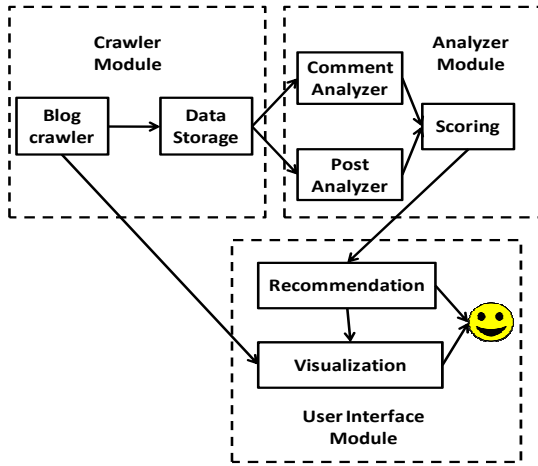 Crawler
Module
Analyzer
Module
Blog
crawler
Data
Storage
Comment
Analyzer
Post
Analyzer
Scoring
Recommendation
Visualization
User Interface
Module